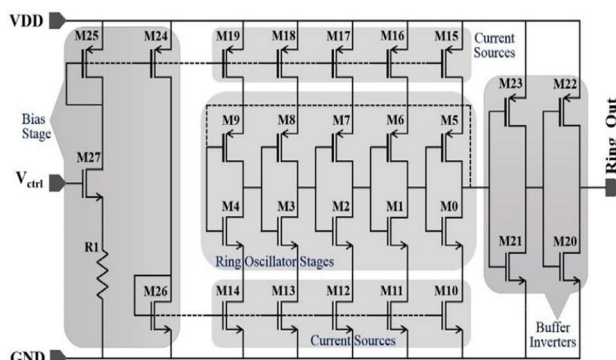 VDD
M25
M24
M19
M18
M17
M16
M15
Current
Sources
M23
M22
Bias
Stage
M9
M8
M7
M6
M5
M27
Vctrl
Ring_Out
M4
M3
M2
M1
M0
R1
M21
M20
Ring Oscillator Stages
M26
M14
M13
M12
M11
M10
Current Sources
Buffer
Inverters
GND